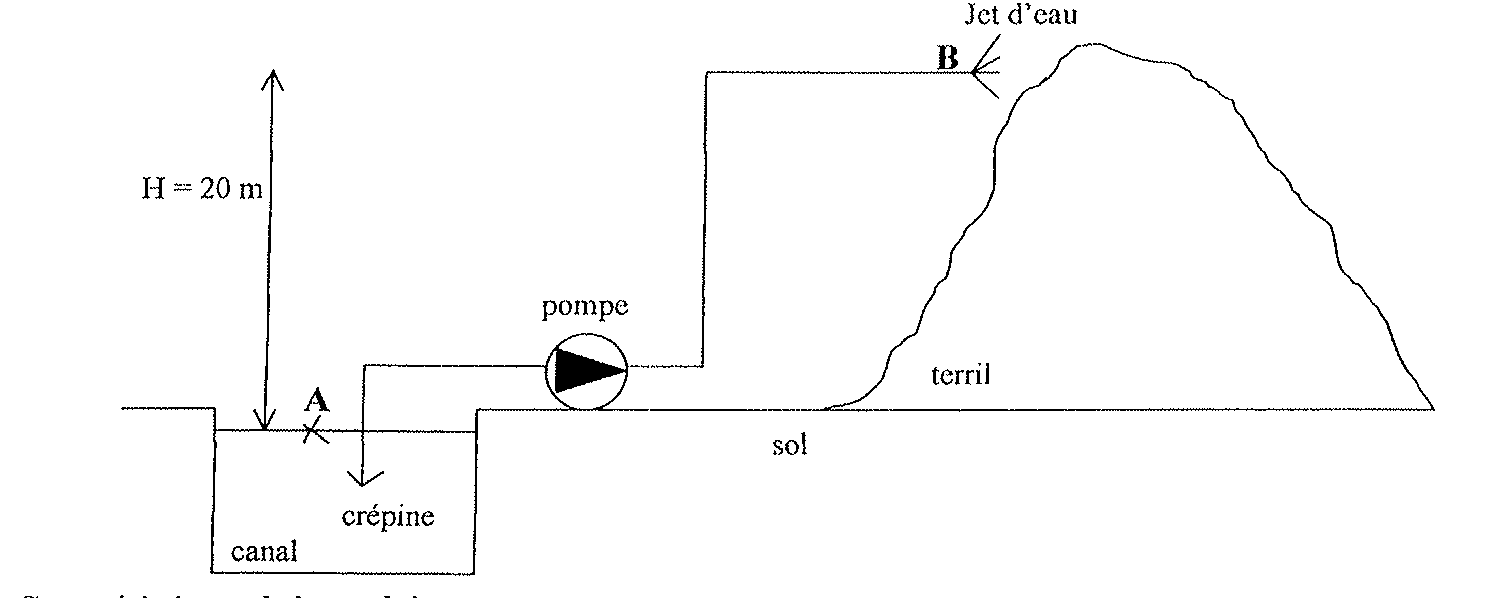 Jet d'eau
B
H = 20 m
pompe
A
terril
sol
crépine
canal